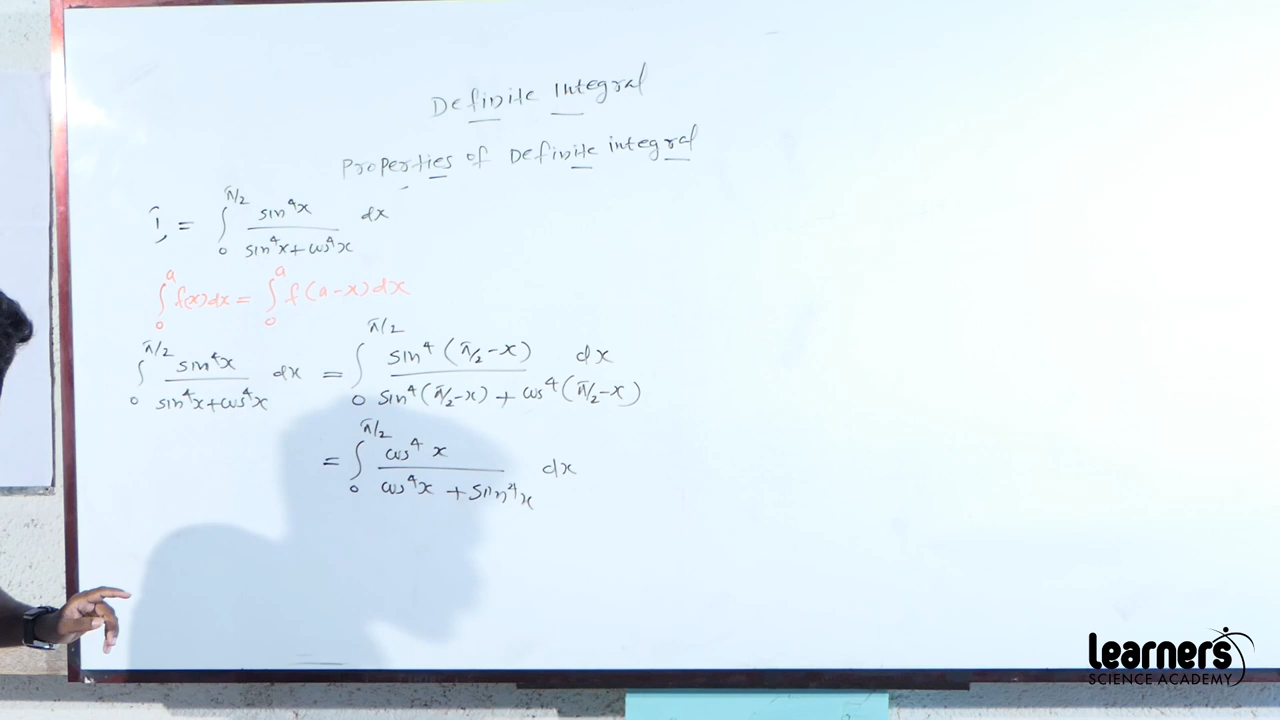 Definite Integral
Properties of Definite integral
I = ∫₀^π/2 sin⁴x / (sin⁴x + cos⁴x) dx
∫₀^a f(x) dx = ∫₀^a f(a-x) dx
∫₀^π/2 sin⁴x / (sin⁴x + cos⁴x) dx = ∫₀^π/2 sin⁴(π/2-x) / (sin⁴(π/2-x) + cos⁴(π/2-x)) dx
= ∫₀^π/2 cos⁴x / (cos⁴x + sin⁴x) dx
Learners
SCIENCE ACADEMY